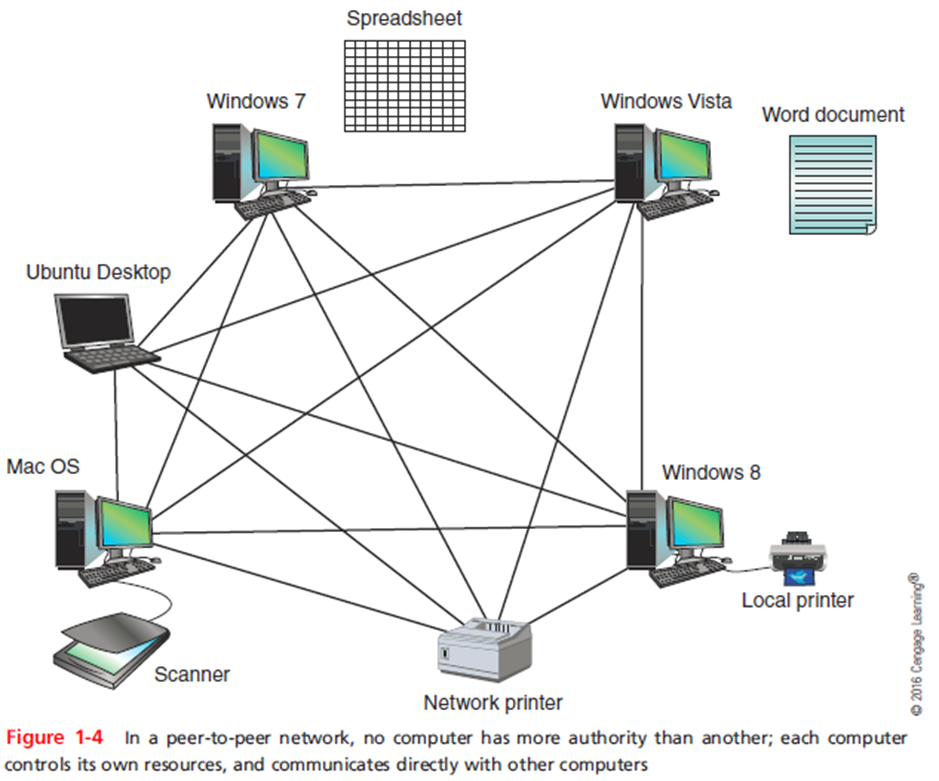 Spreadsheet
Windows 7
Windows Vista
Word document
Ubuntu Desktop
Mac OS
Windows 8
Local printer
Scanner
Network printer
© 2016 Cengage Learning®
Figure 1-4 In a peer-to-peer network, no computer has more authority than another; each computer
controls its own resources, and communicates directly with other computers